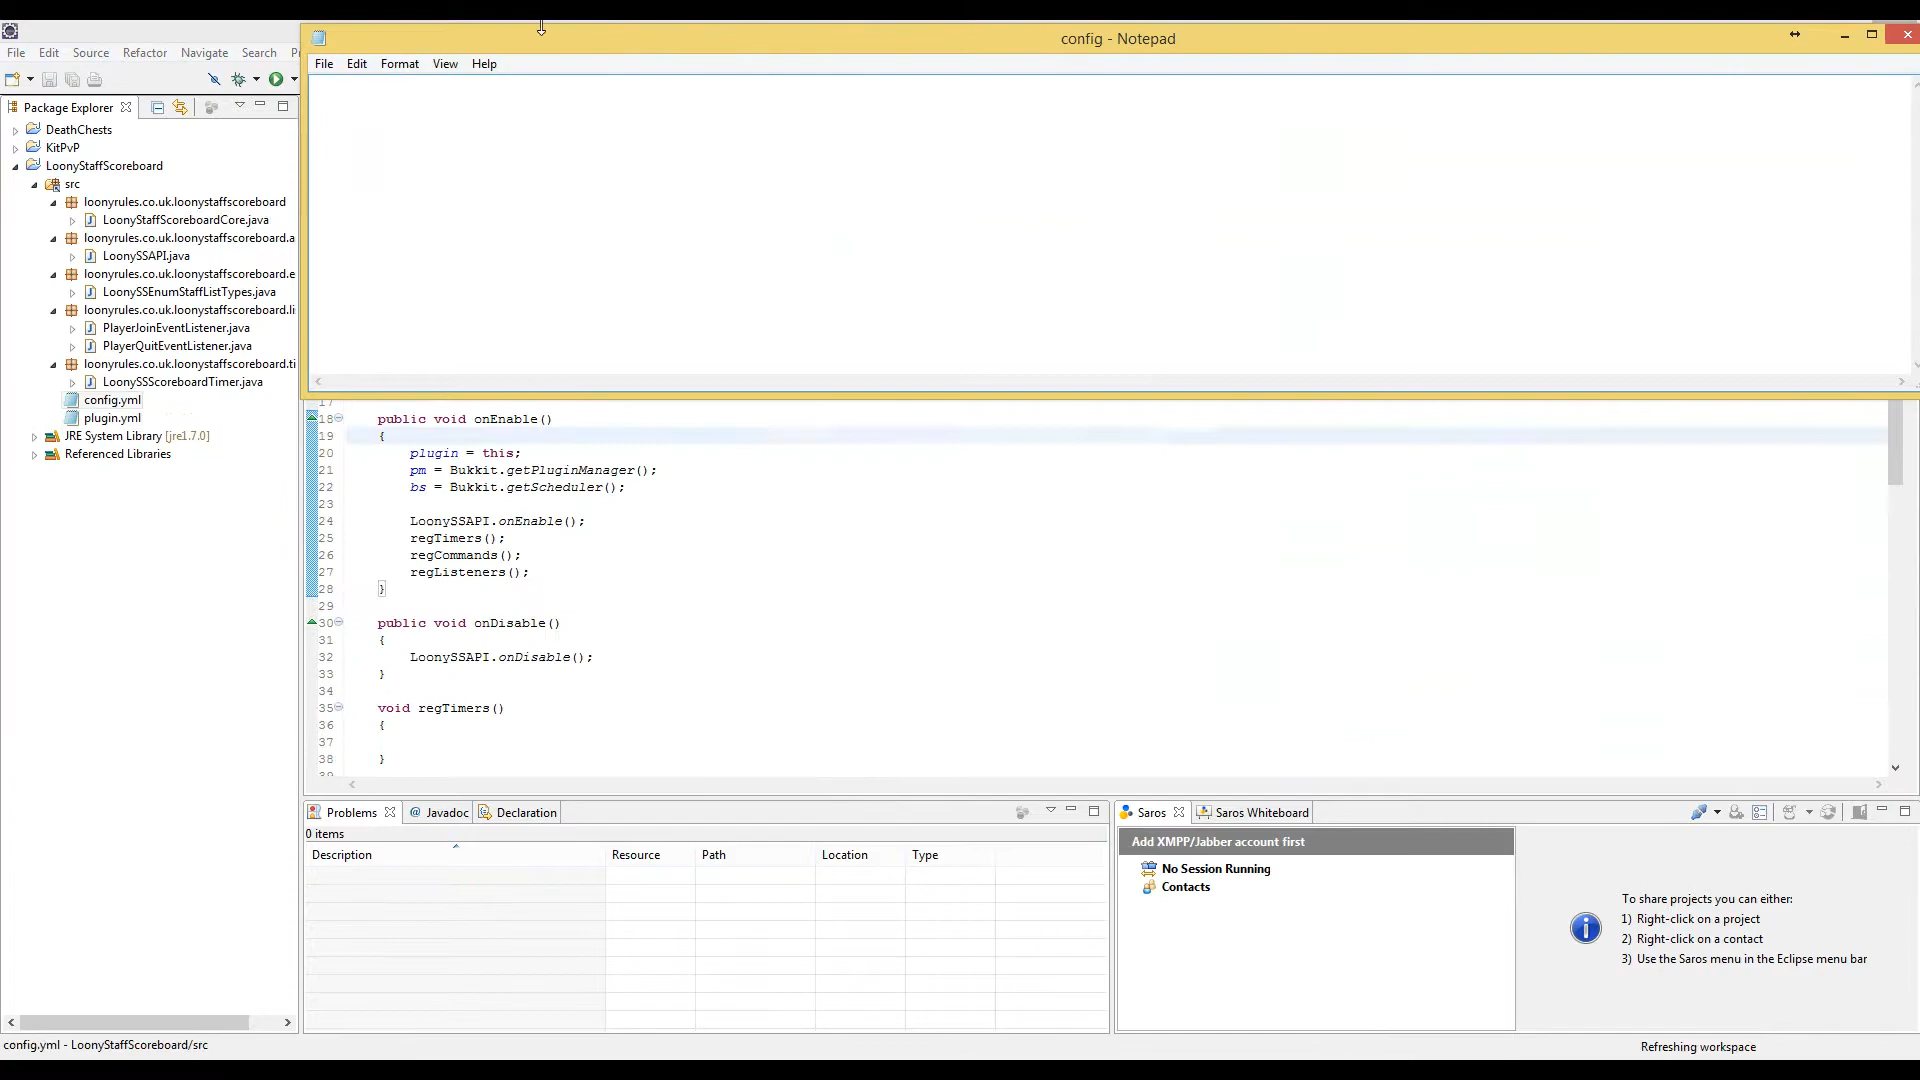 config - Notepad
File Edit Format View Help
File Edit Source Refactor Navigate Search
Package Explorer
DeathChests
KitPvP
LoonyStaffScoreboard
src
loonyrules.co.uk.loonystaffscoreboard
LoonyStaffScoreboardCore.java
loonyrules.co.uk.loonystaffscoreboard.a
LoonySSAPI.java
loonyrules.co.uk.loonystaffscoreboard.e
LoonySSEnumStaffListTypes.java
loonyrules.co.uk.loonystaffscoreboard.li
PlayerJoinEventListener.java
PlayerQuitEventListener.java
loonyrules.co.uk.loonystaffscoreboard.ti
LoonySSScoreboardTimer.java
config.yml
plugin.yml
JRE System Library [jre1.7.0]
Referenced Libraries
17
18 public void onEnable()
19 {
20 plugin = this;
21 pm = Bukkit.getPluginManager();
22 bs = Bukkit.getScheduler();
23
24 LoonySSAPI.onEnable();
25 regTimers();
26 regCommands();
27 regListeners();
28 }
29
30 public void onDisable()
31 {
32 LoonySSAPI.onDisable();
33 }
34
35 void regTimers()
36 {
37
38 }
39
Problems @ Javadoc Declaration
0 items
Description Resource Path Location Type
Saros Saros Whiteboard
Add XMPP/Jabber account first
No Session Running
Contacts
To share projects you can either:
1) Right-click on a project
2) Right-click on a contact
3) Use the Saros menu in the Eclipse menu bar
config.yml - LoonyStaffScoreboard/src
Refreshing workspace